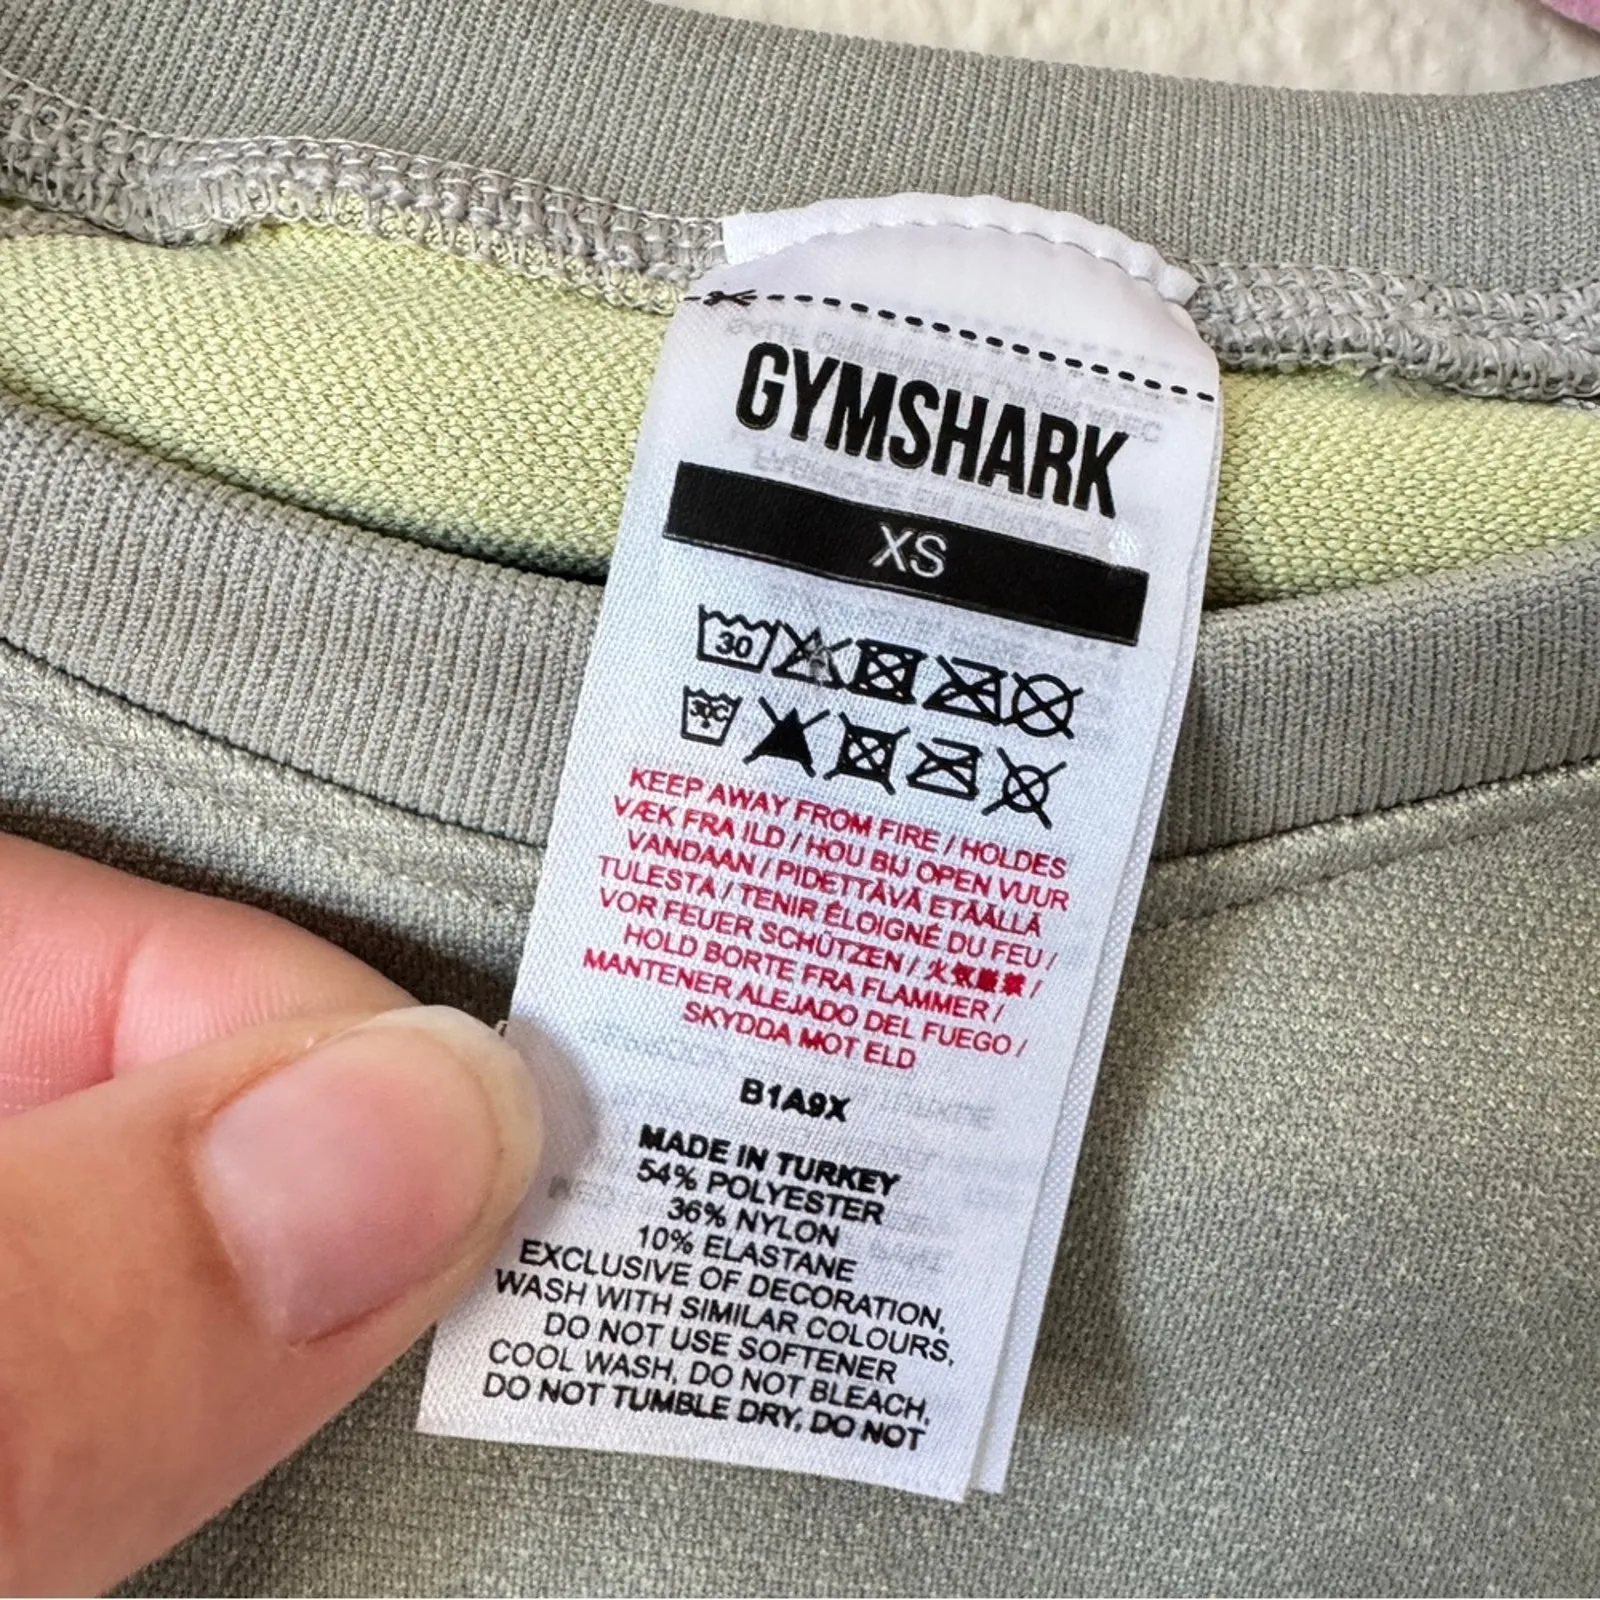 GYMSHARK
XS
30
30C
KEEP AWAY FROM FIRE / HOLDES
VÆK FRA ILD / HOU BIJ OPEN VUUR
VANDAAN / PIDETTÄVÄ ETÄÄLLÄ
TULESTA / TENIR ÉLOIGNÉ DU FEU /
VOR FEUER SCHÜTZEN / 火気厳禁 /
HOLD BORTE FRA FLAMMER /
MANTENER ALEJADO DEL FUEGO /
SKYDDA MOT ELD
B1A9X
MADE IN TURKEY
54% POLYESTER
36% NYLON
10% ELASTANE
EXCLUSIVE OF DECORATION,
WASH WITH SIMILAR COLOURS,
DO NOT USE SOFTENER
COOL WASH, DO NOT BLEACH,
DO NOT TUMBLE DRY, DO NOT